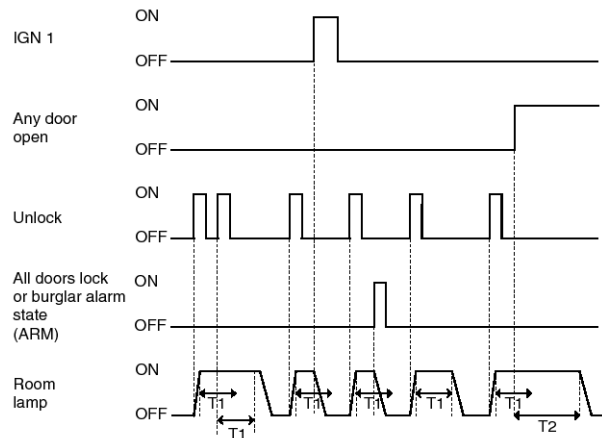 IGN 1
ON
OFF
Any door
open
ON
OFF
Unlock
ON
OFF
All doors lock
or burglar alarm
state
(ARM)
ON
OFF
Room
lamp
ON
OFF
T1
T1
T1
T1
T1
T1
T2